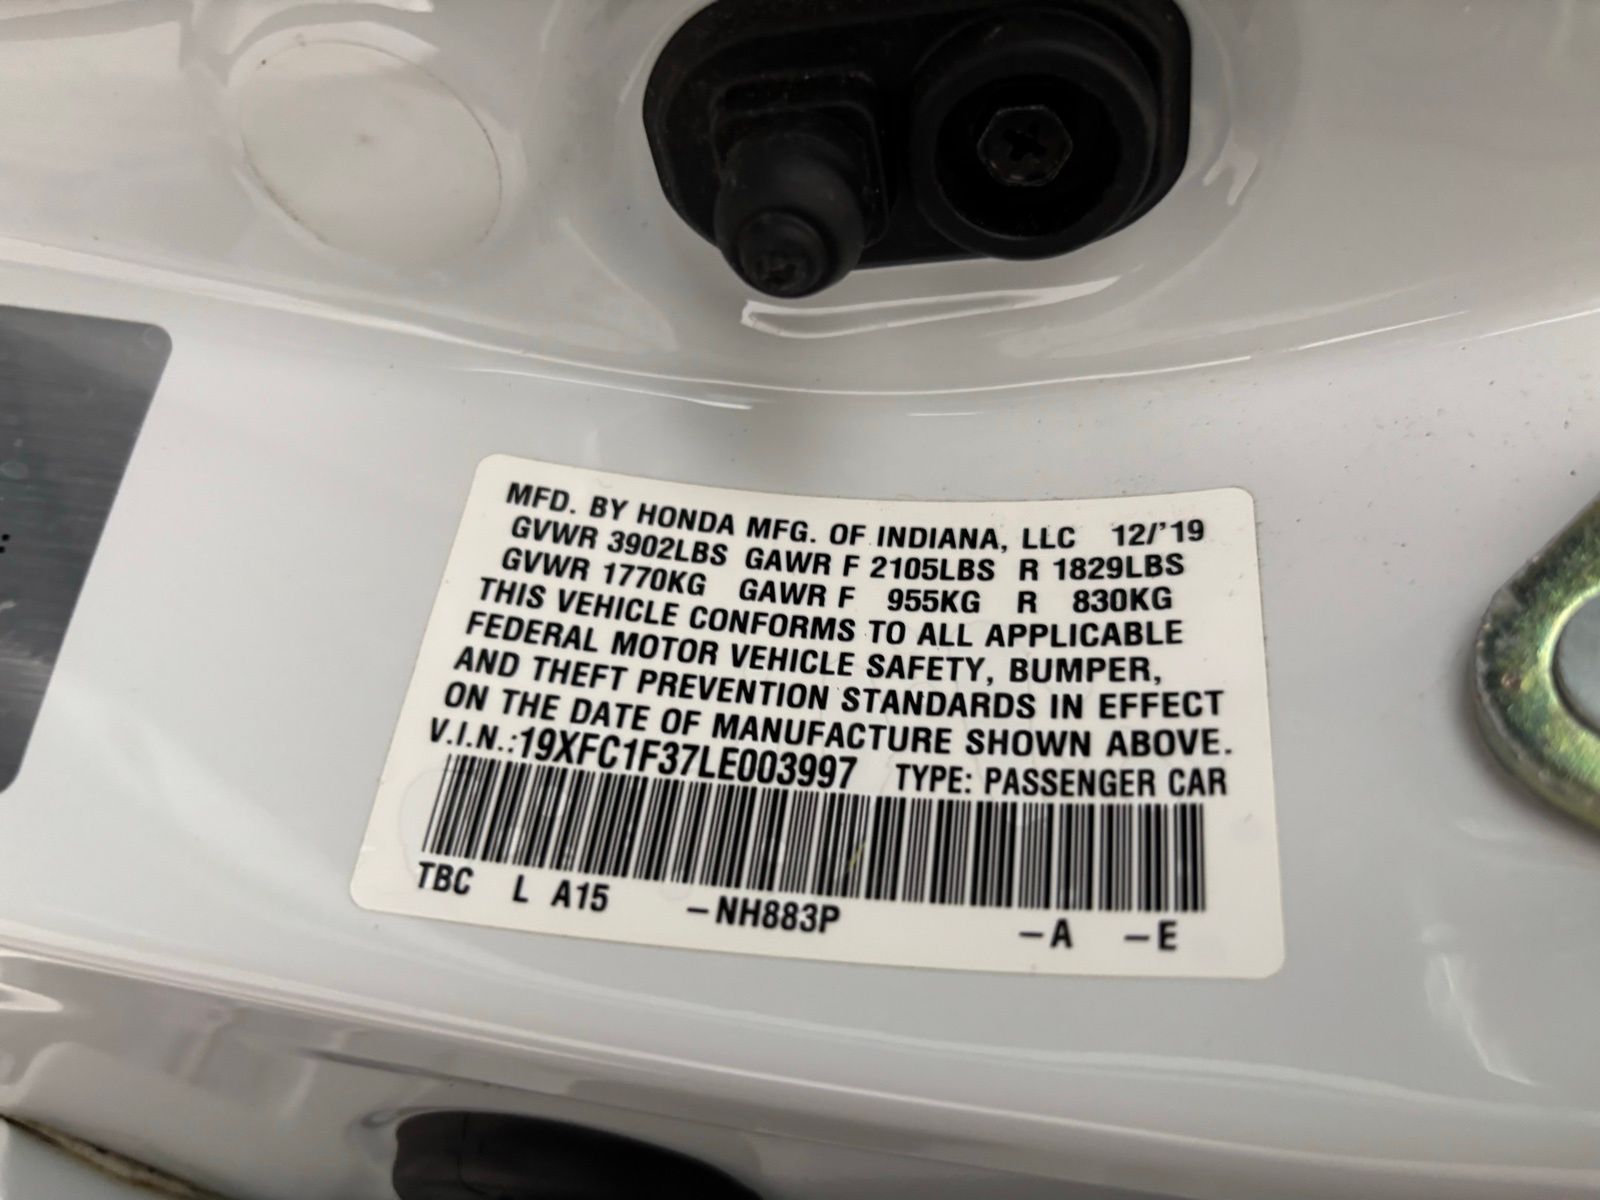 MFD. BY HONDA MFG. OF INDIANA, LLC 12/'19
GVWR 3902LBS GAWR F 2105LBS R 1829LBS
GVWR 1770KG GAWR F 955KG R 830KG
THIS VEHICLE CONFORMS TO ALL APPLICABLE
FEDERAL MOTOR VEHICLE SAFETY, BUMPER,
AND THEFT PREVENTION STANDARDS IN EFFECT
ON THE DATE OF MANUFACTURE SHOWN ABOVE.
V.I.N.:19XFC1F37LE003997 TYPE: PASSENGER CAR
TBC L A15 -NH883P -A -E